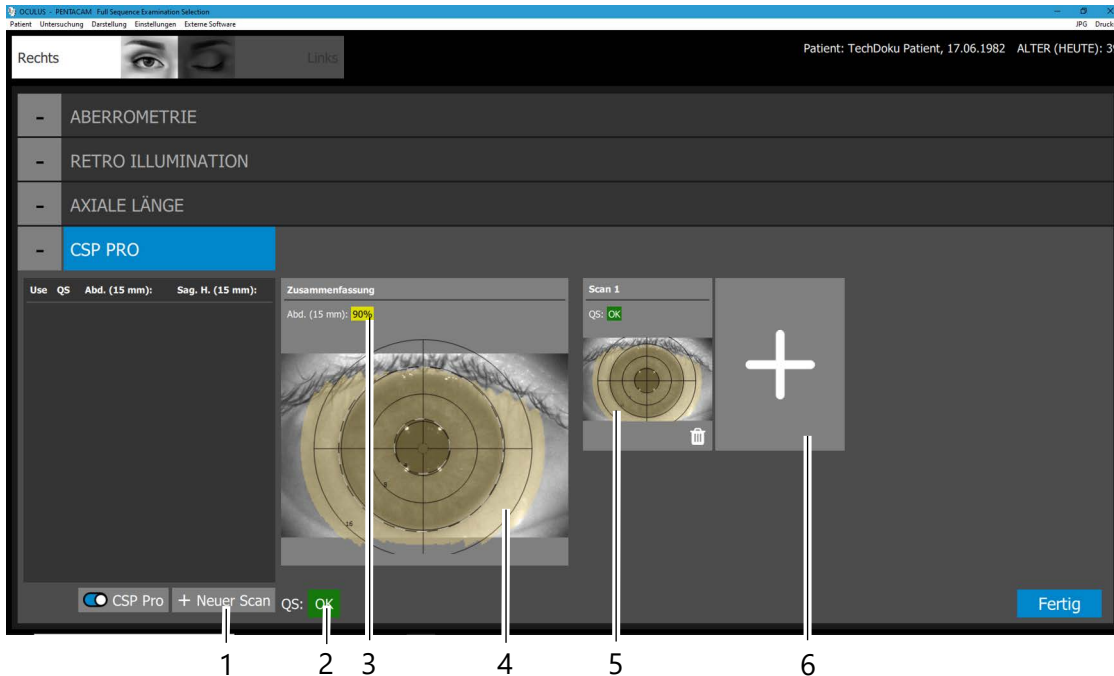 OCULUS - PENTACAM Full Sequence Examination Selection
Patient Untersuchung Darstellung Einstellungen Externe Software JPG Druck
Rechts Links Patient: TechDoku Patient, 17.06.1982 ALTER (HEUTE): 39
- ABERROMETRIE
- RETRO ILLUMINATION
- AXIALE LÄNGE
- CSP PRO
Use QS Abd. (15 mm): Sag. H. (15 mm): Zusammenfassung Scan 1
Abd. (15 mm): 90% QS: OK
8
16
CSP Pro + Neuer Scan QS: OK Fertig
1 2 3 4 5 6